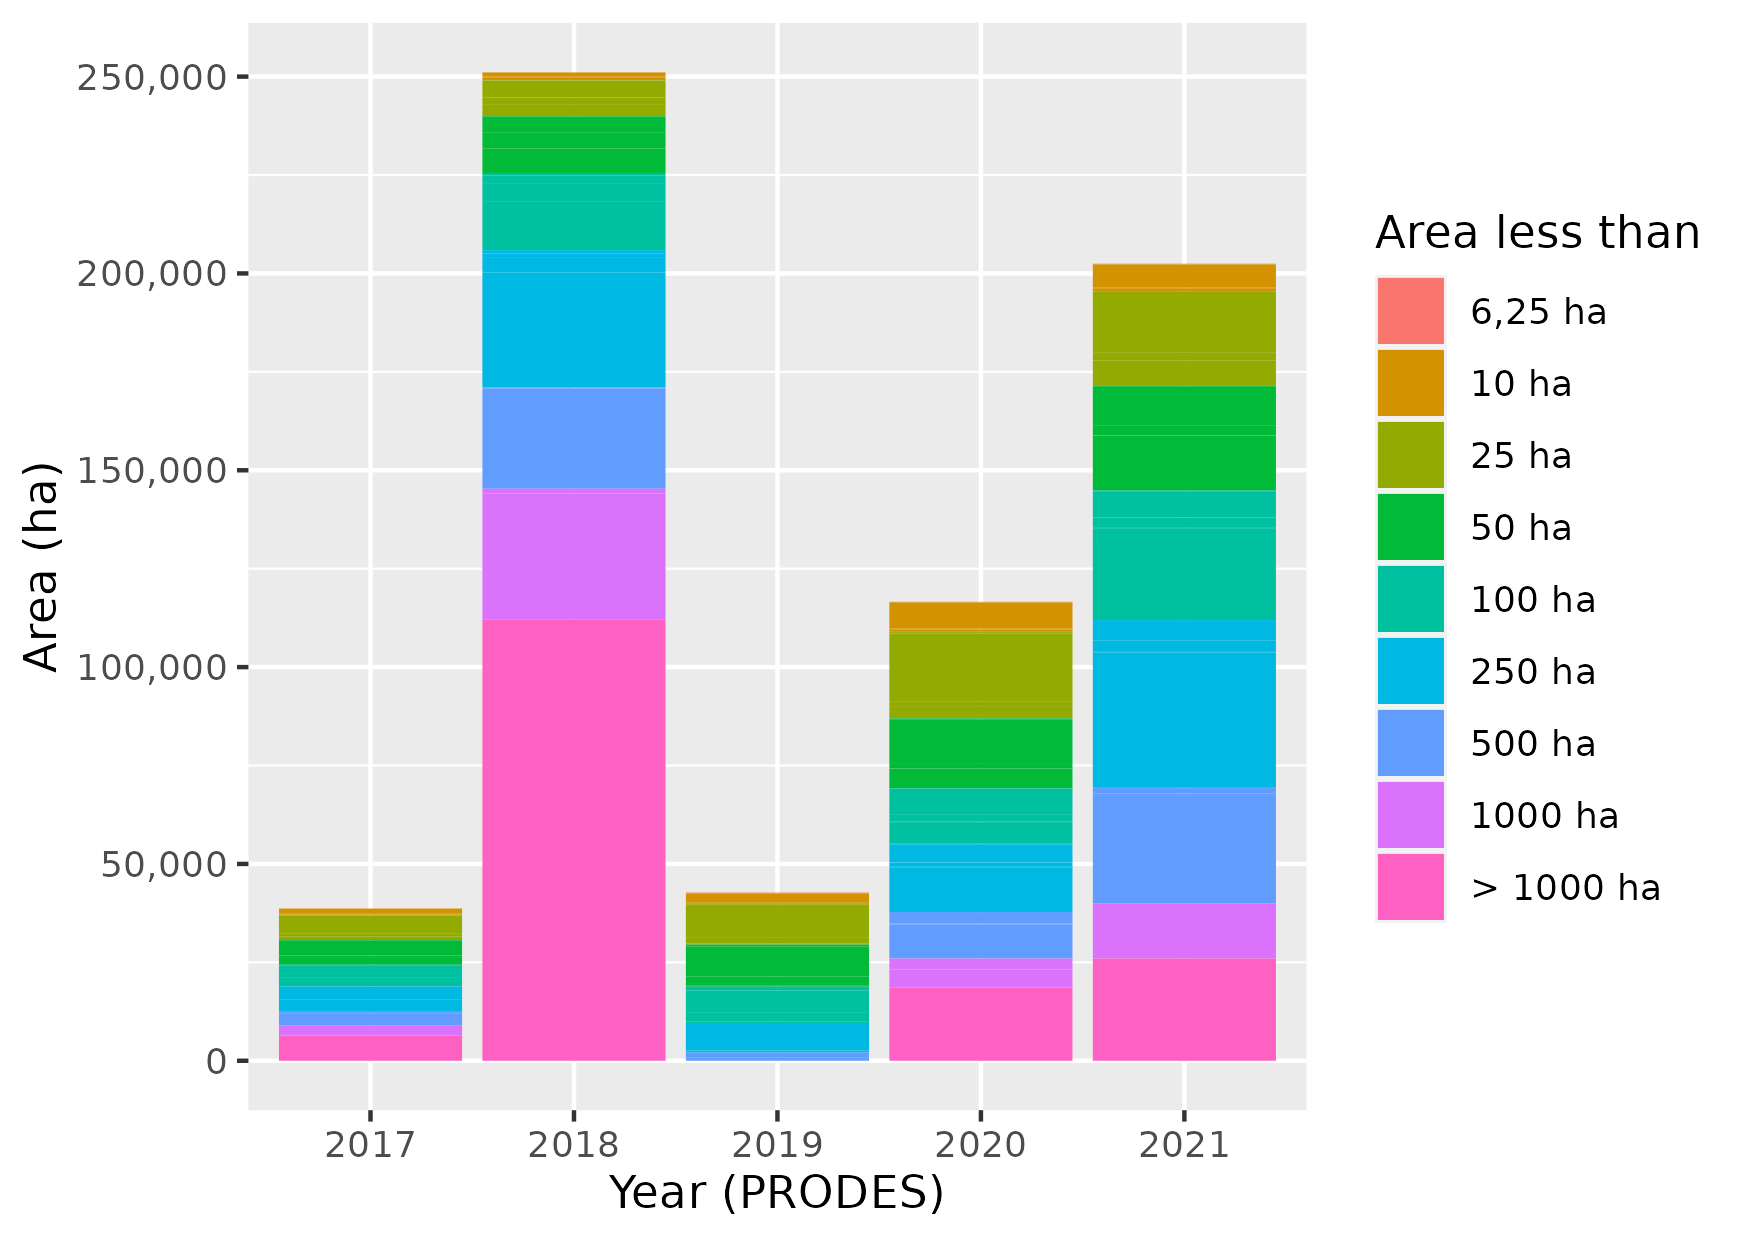 250,000
200,000
150,000
100,000
50,000
0
Area (ha)
2017 2018 2019 2020 2021
Year (PRODES)
Area less than
6,25 ha
10 ha
25 ha
50 ha
100 ha
250 ha
500 ha
1000 ha
> 1000 ha